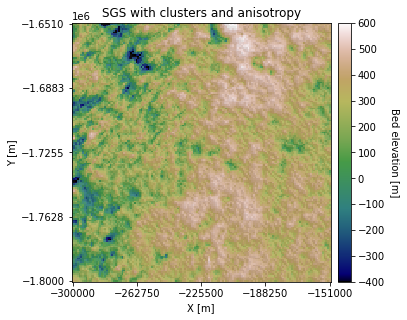 SGS with clusters and anisotropy
1e6
−1.6510
−1.6883
−1.7255
−1.7628
−1.8000
Y [m]
−300000 −262750 −225500 −188250 −151000
X [m]
600
500
400
300
200
100
0
−100
−200
−300
−400
Bed elevation [m]